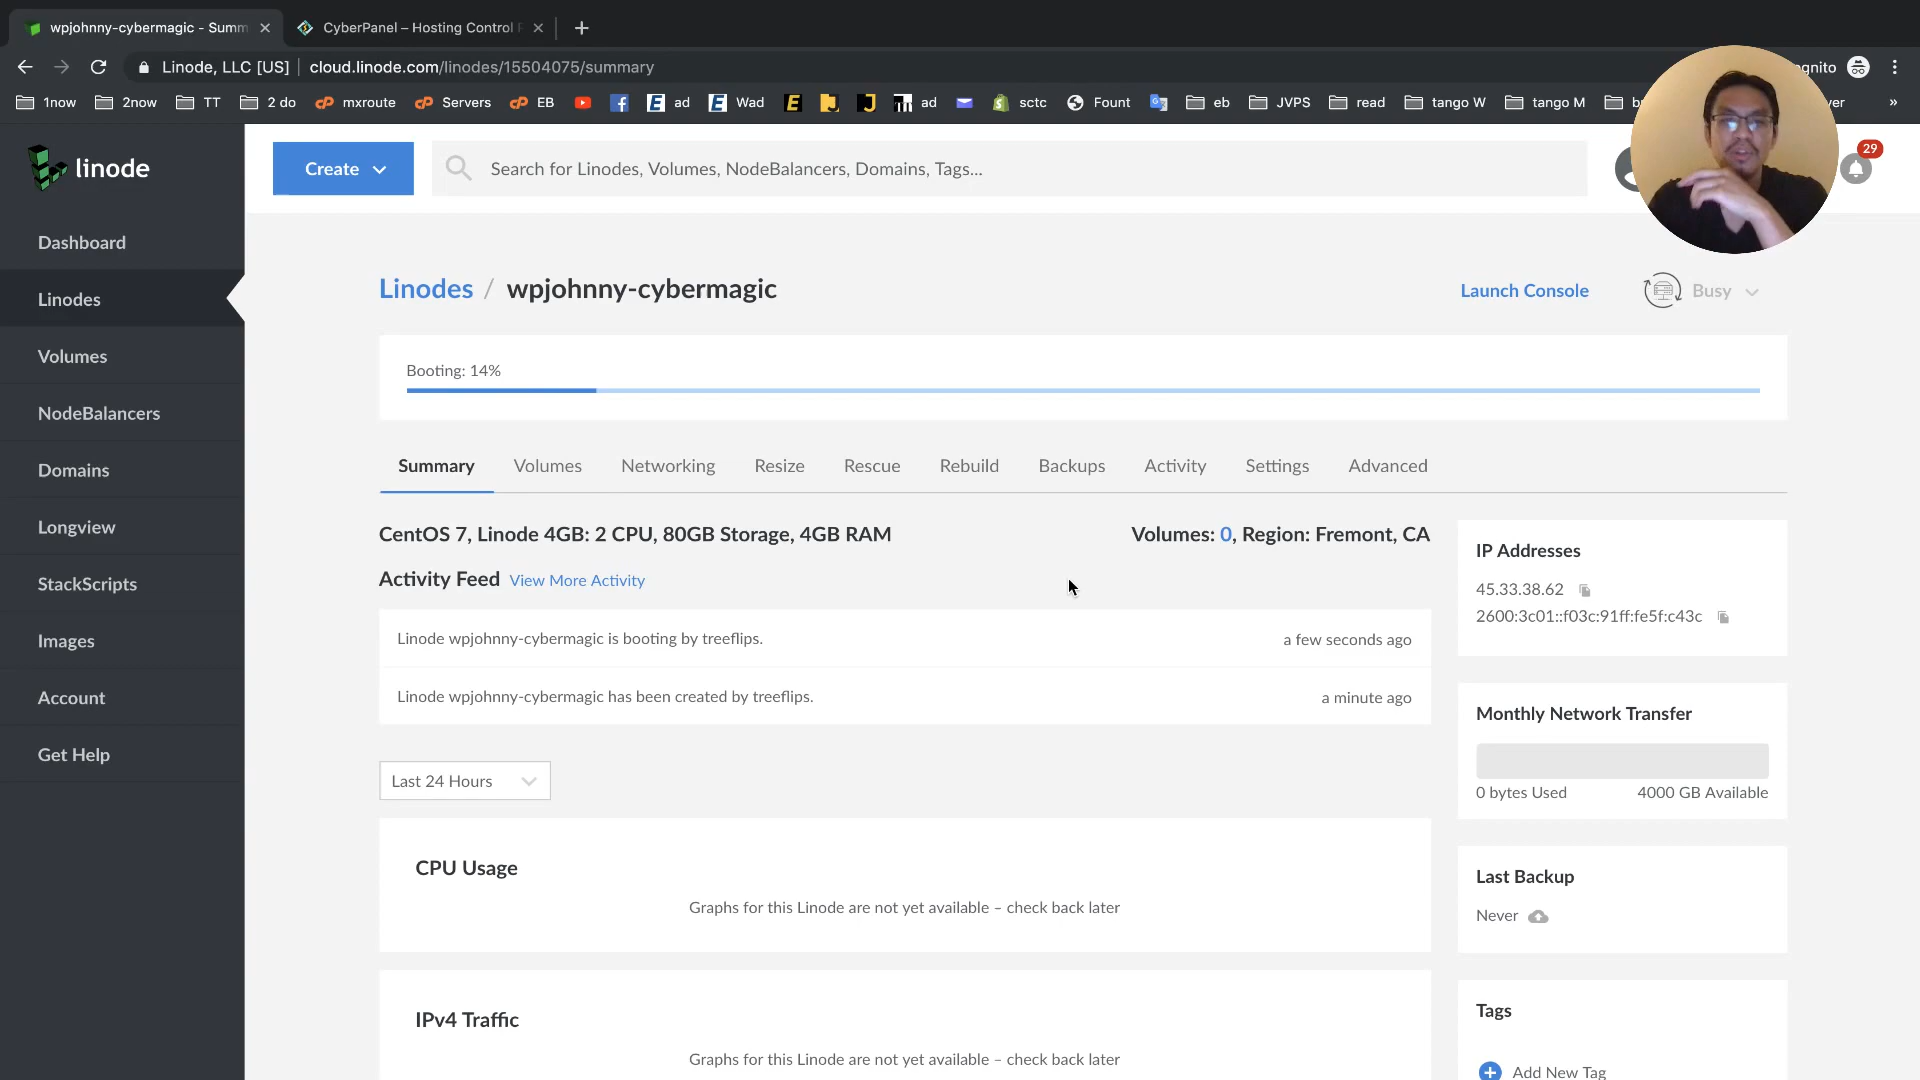 wpjohnny-cybermagic - Summ
CyberPanel – Hosting Control P
Linode, LLC [US]
cloud.linode.com/linodes/15504075/summary
1now
2now
TT
2 do
mxroute
Servers
EB
ad
Wad
ad
sctc
Fount
eb
JVPS
read
tango W
tango M
»
linode
Create
Search for Linodes, Volumes, NodeBalancers, Domains, Tags...
29
Dashboard
Linodes
Volumes
NodeBalancers
Domains
Longview
StackScripts
Images
Account
Get Help
Linodes / wpjohnny-cybermagic
Launch Console
Busy
Booting: 14%
Summary
Volumes
Networking
Resize
Rescue
Rebuild
Backups
Activity
Settings
Advanced
CentOS 7, Linode 4GB: 2 CPU, 80GB Storage, 4GB RAM
Volumes: 0, Region: Fremont, CA
Activity Feed View More Activity
Linode wpjohnny-cybermagic is booting by treeflips.
a few seconds ago
Linode wpjohnny-cybermagic has been created by treeflips.
a minute ago
Last 24 Hours
CPU Usage
Graphs for this Linode are not yet available – check back later
IPv4 Traffic
Graphs for this Linode are not yet available – check back later
IP Addresses
45.33.38.62
2600:3c01::f03c:91ff:fe5f:c43c
Monthly Network Transfer
0 bytes Used
4000 GB Available
Last Backup
Never
Tags
Add New Tag